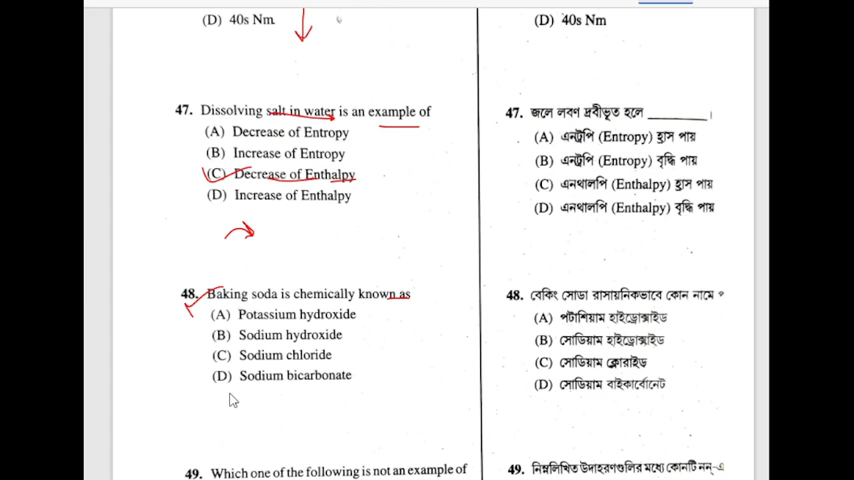 (D) 40s Nm
47. Dissolving salt in water is an example of
(A) Decrease of Entropy
(B) Increase of Entropy
(C) Decrease of Enthalpy
(D) Increase of Enthalpy
48. Baking soda is chemically known as
(A) Potassium hydroxide
(B) Sodium hydroxide
(C) Sodium chloride
(D) Sodium bicarbonate
49. Which one of the following is not an example of
(D) 40s Nm
47. জলে লবণ দ্রবীভূত হলে ________ ।
(A) এনট্রপি (Entropy) হ্রাস পায়
(B) এনট্রপি (Entropy) বৃদ্ধি পায়
(C) এনথালপি (Enthalpy) হ্রাস পায়
(D) এনথালপি (Enthalpy) বৃদ্ধি পায়
48. বেকিং সোডা রাসায়নিকভাবে কোন নামে ?
(A) পটাশিয়াম হাইড্রোক্সাইড
(B) সোডিয়াম হাইড্রোক্সাইড
(C) সোডিয়াম ক্লোরাইড
(D) সোডিয়াম বাইকার্বোনেট
49. নিম্নলিখিত উদাহরণগুলির মধ্যে কোনটি নন্-এ